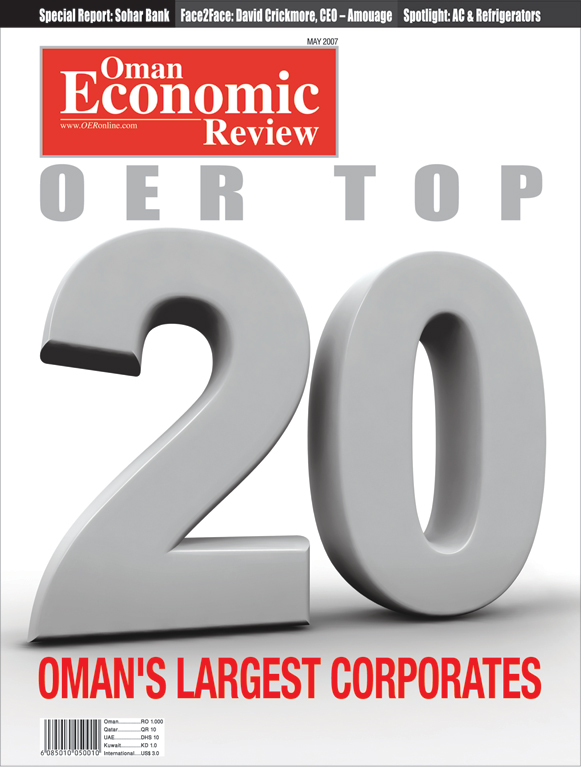 Special Report: Sohar Bank
Face2Face: David Crickmore, CEO – Amouage
Spotlight: AC & Refrigerators
MAY 2007
Oman
Economic
www.OERonline.com
Review
OER TOP
20
OMAN'S LARGEST CORPORATES
Oman..........RO 1.000
Qatar..........QR 10
UAE..........DHS 10
Kuwait..........KD 1.0
International.....US$ 3.0
6 085010 050010